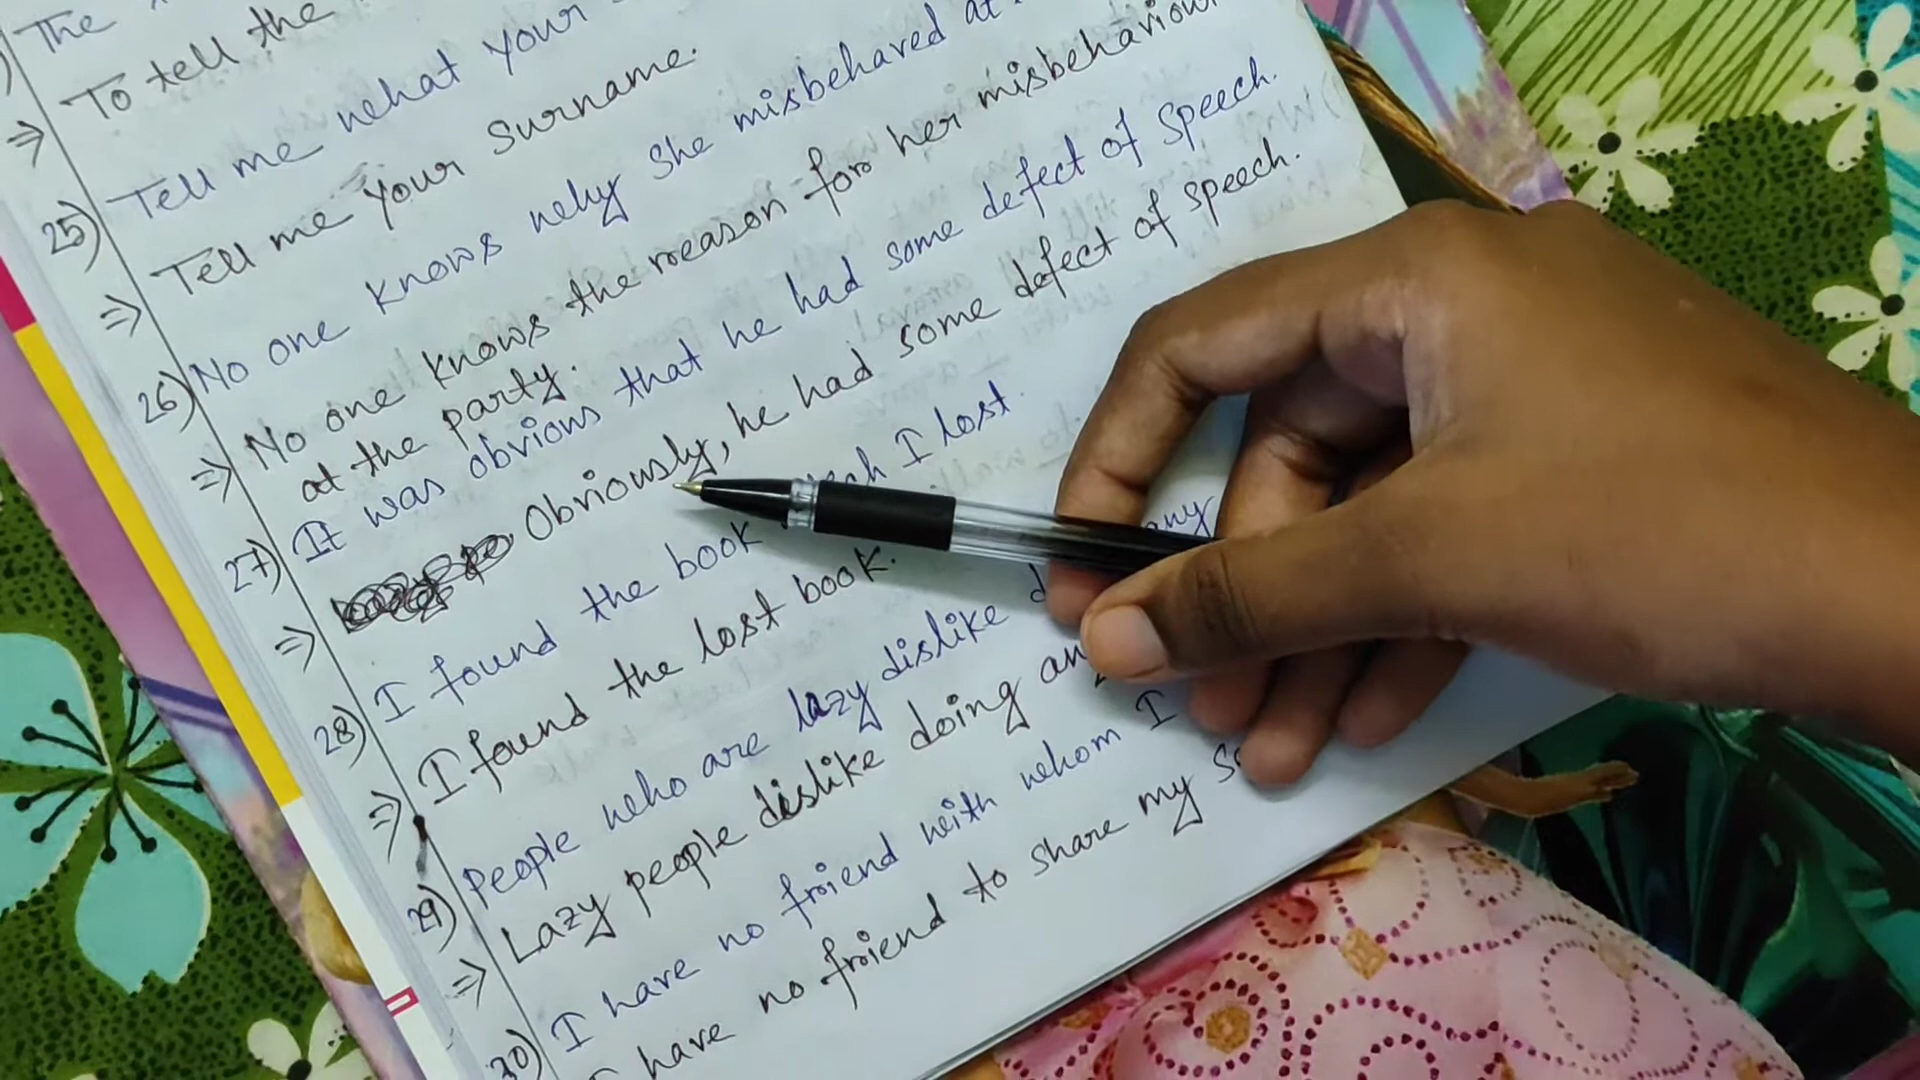 The
To tell the
25) Tell me what your
⇒ Tell me your surname.
26) No one knows why she misbehaved at
⇒ No one knows the reason for her misbehaviour
at the party.
27) It was obvious that he had some defect of speech.
⇒ Obviously, he had some defect of speech.
28) I found the book I lost.
⇒ I found the lost book.
29) People who are lazy dislike any
⇒ Lazy people dislike doing
30) I have no friend with whom I
I have no friend to share my